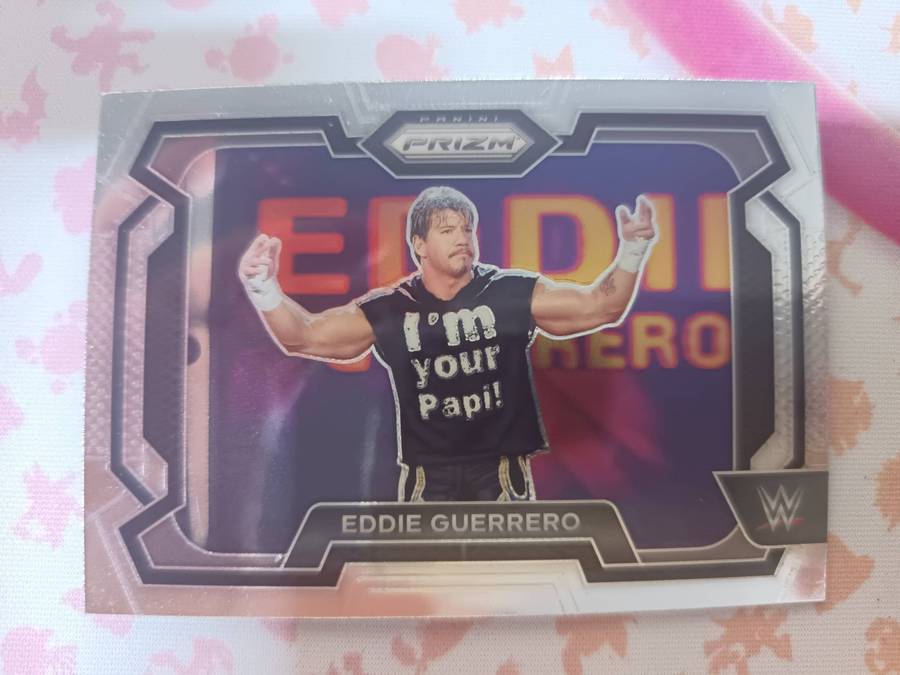 PANINI
PRIZM
EDDI
RERO
I'm
your
Papi!
EDDIE GUERRERO
W